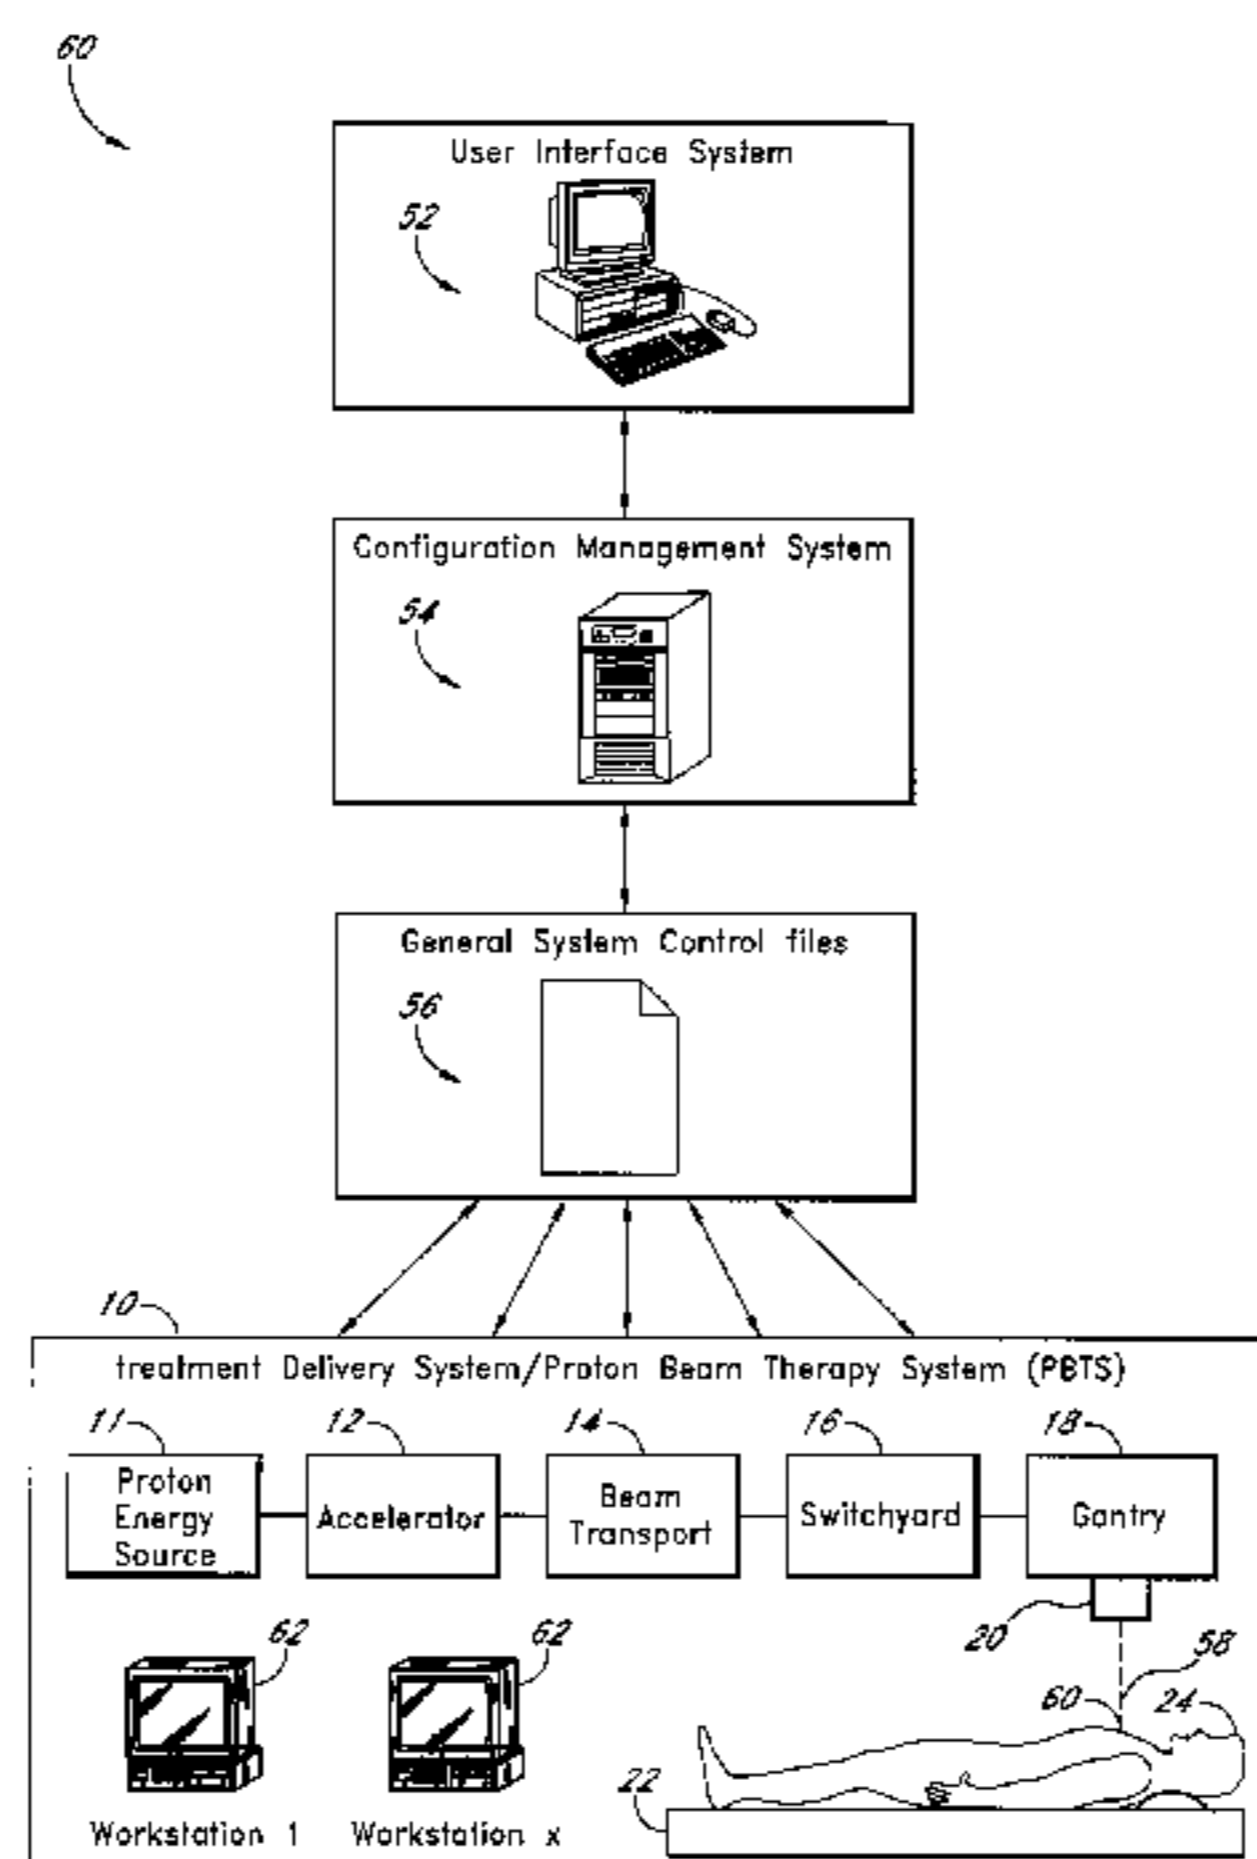 60
User Interface System
52
Configuration Management System
54
General System Control files
56
10
treatment Delivery System/Proton Beam Therapy System (PBTS)
11
12
14
16
18
Proton
Energy
Source
Accelerator
Beam
Transport
Switchyard
Gantry
20
58
62
62
60
24
22
Workstation 1
Workstation x